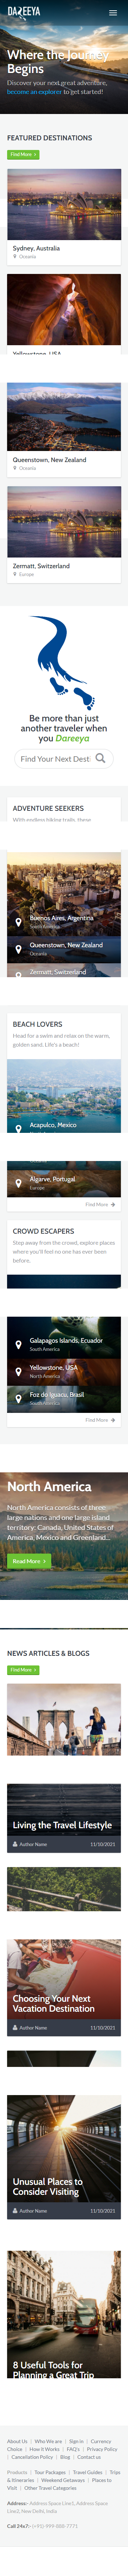 DAREEYA
Where the Journey
Begins
Discover your next great adventure,
become an explorer to get started!
FEATURED DESTINATIONS
Find More
Sydney, Australia
Oceania
Yellowstone, USA
Queenstown, New Zealand
Oceania
Zermatt, Switzerland
Europe
Be more than just
another traveler when
you Dareeya
Find Your Next Desti
ADVENTURE SEEKERS
With endless hiking trails, these
Buenos Aires, Argentina
South America
Queenstown, New Zealand
Oceania
Zermatt, Switzerland
BEACH LOVERS
Head for a swim and relax on the warm,
golden sand. Life's a beach!
Acapulco, Mexico
Algarve, Portugal
Europe
Find More
CROWD ESCAPERS
Step away from the crowd, explore places
where you'll feel no one has ever been
before.
Galapagos Islands, Ecuador
South America
Yellowstone, USA
North America
Foz do Iguacu, Brasil
South America
Find More
North America
North America consists of three
large nations and one large island
territory: Canada, United States of
America, Mexico and Greenland...
Read More
NEWS ARTICLES & BLOGS
Find More
Living the Travel Lifestyle
Author Name 11/10/2021
Choosing Your Next
Vacation Destination
Author Name 11/10/2021
Unusual Places to
Consider Visiting
Author Name 11/10/2021
8 Useful Tools for
Planning a Great Trip
About Us | Who We are | Sign in | Currency
Choice | How it Works | FAQ's | Privacy Policy
| Cancellation Policy | Blog | Contact us
Products | Tour Packages | Travel Guides | Trips
& Itineraries | Weekend Getaways | Places to
Visit | Other Travel Categories
Address:- Address Space Line1, Address Space
Line2, New Delhi, India